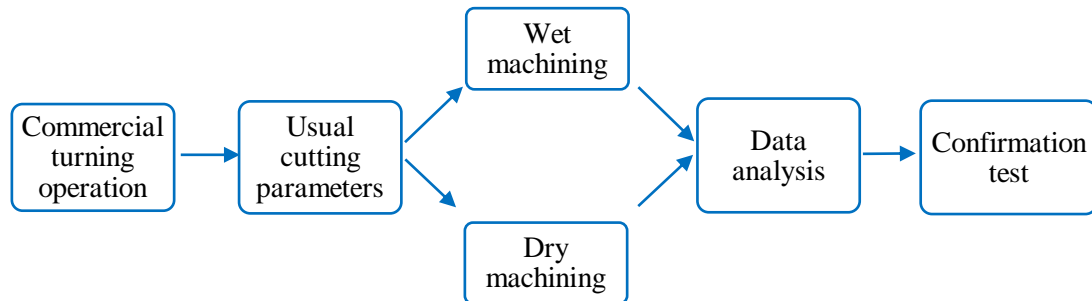 Commercial
turning
operation
Usual
cutting
parameters
Wet
machining
Dry
machining
Data
analysis
Confirmation
test